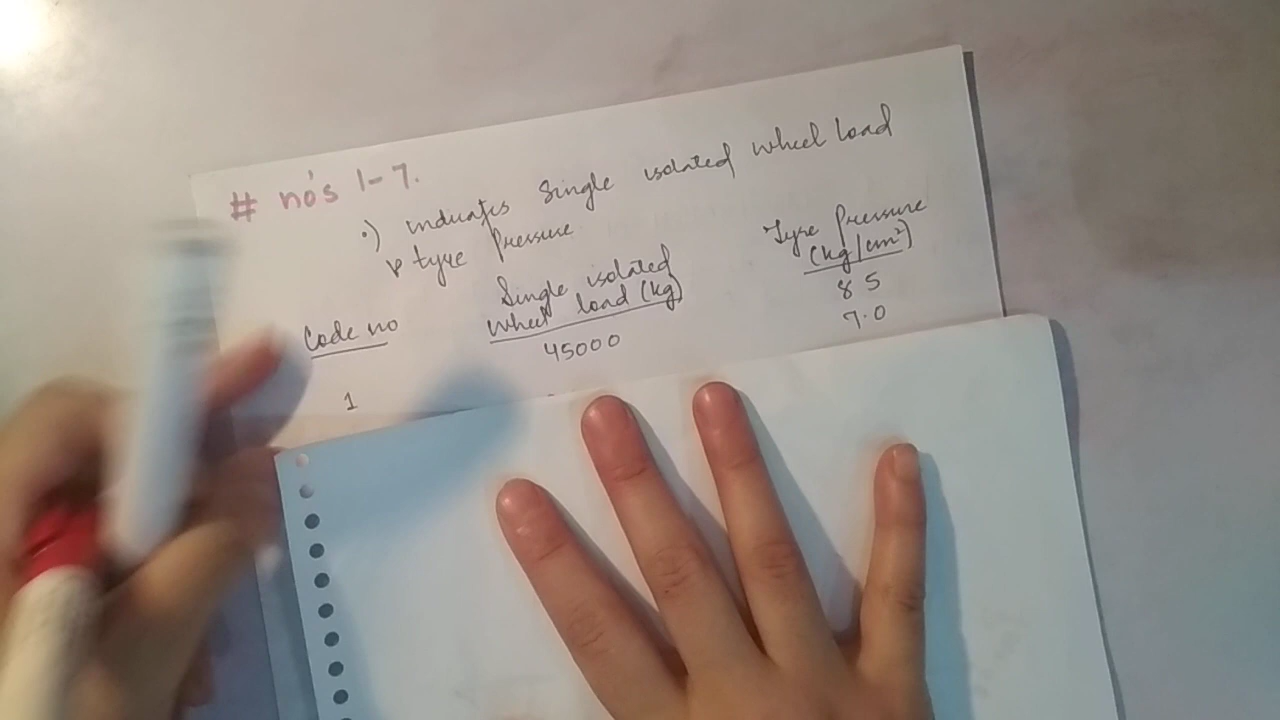 # no's 1-7.
·) indicates Single isolated wheel load
& tyre Pressure
Code no Single isolated Wheel load (kg) Tyre Pressure (kg/cm²)
45000 8 5
1 7.0